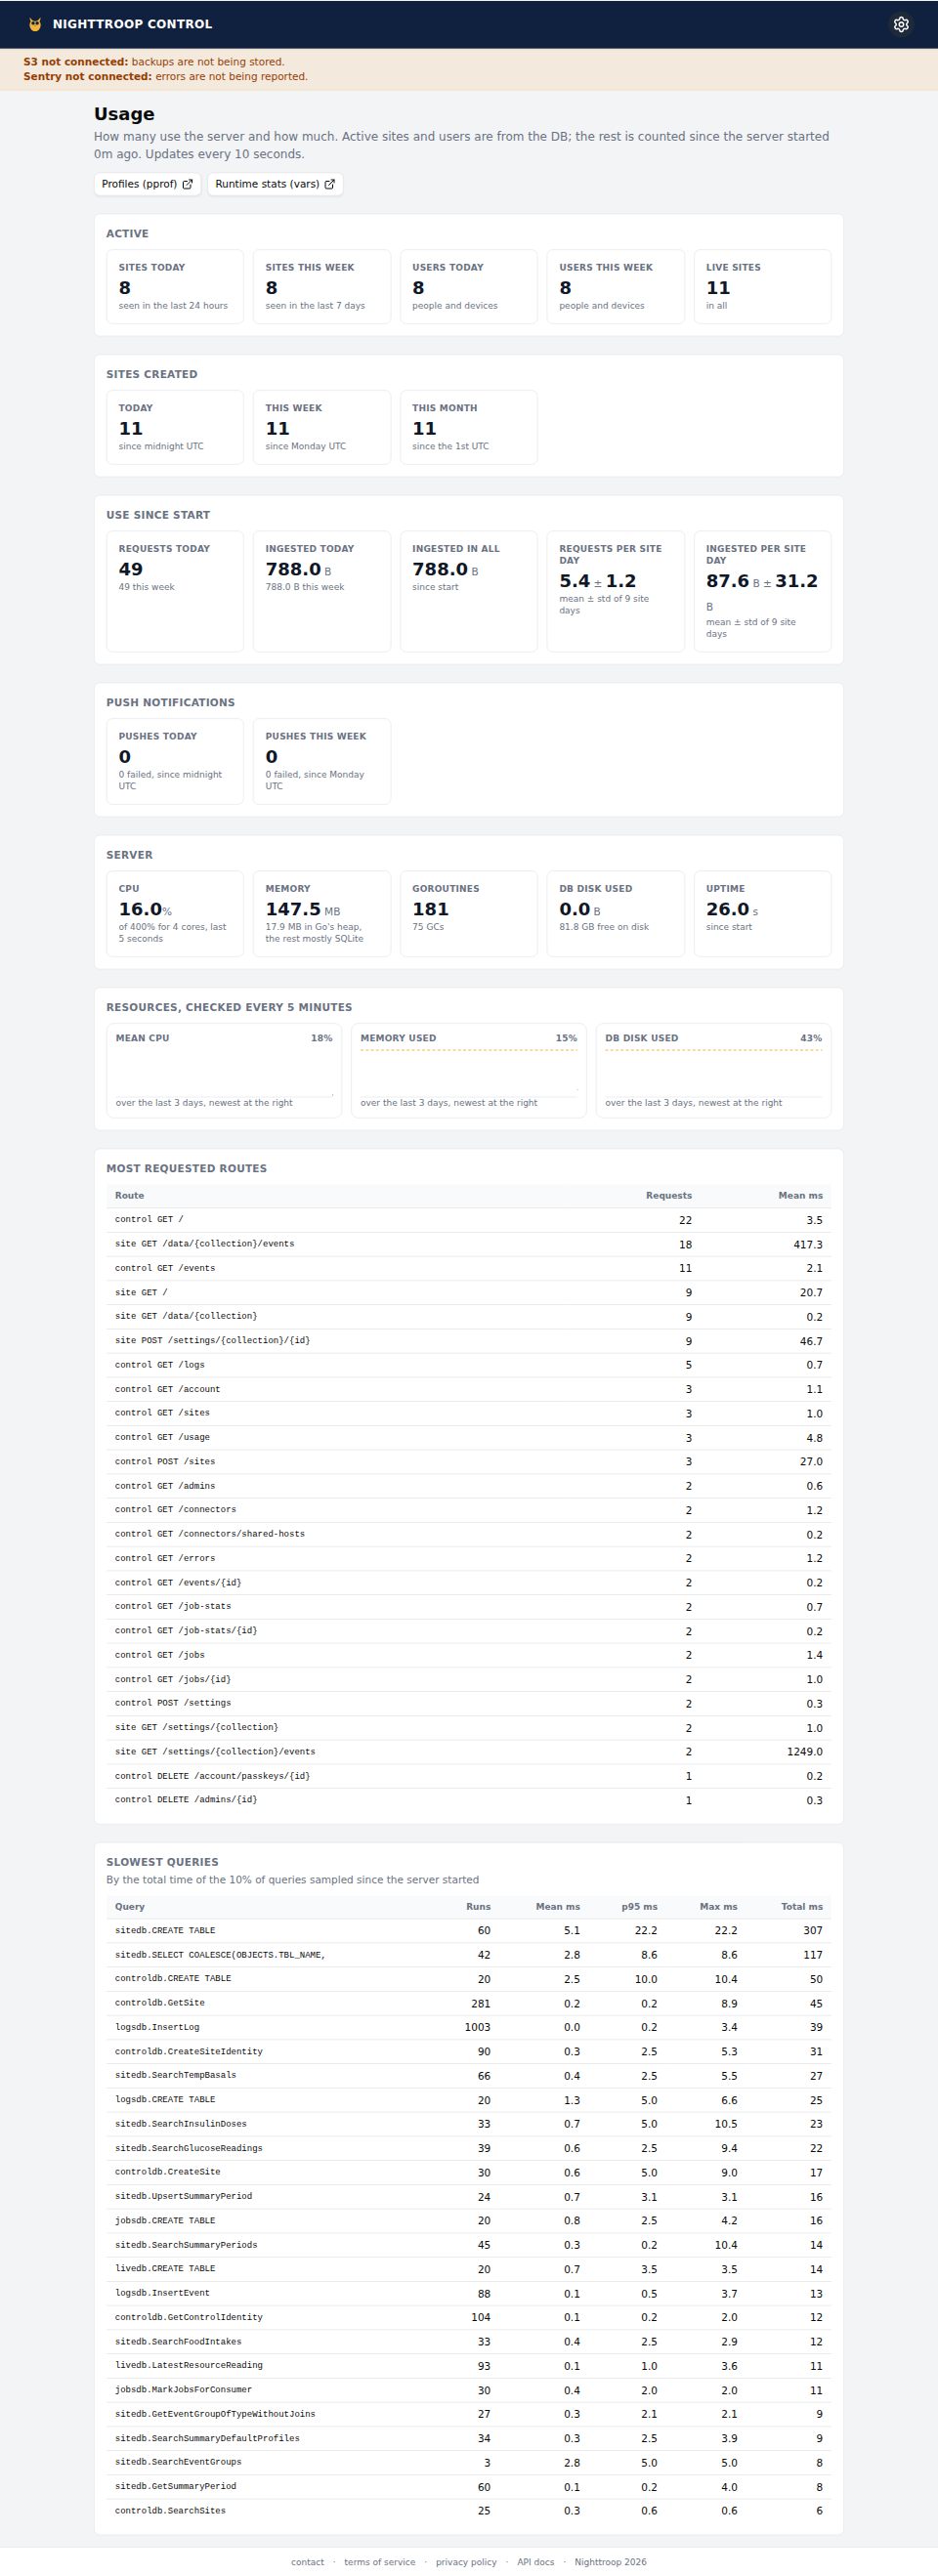 NIGHTTROOP CONTROL
S3 not connected: backups are not being stored.
Sentry not connected: errors are not being reported.
Usage
How many use the server and how much. Active sites and users are from the DB; the rest is counted since the server started
0m ago. Updates every 10 seconds.
Profiles (pprof) Runtime stats (vars)
ACTIVE
SITES TODAY
8
seen in the last 24 hours
SITES THIS WEEK
8
seen in the last 7 days
USERS TODAY
8
people and devices
USERS THIS WEEK
8
people and devices
LIVE SITES
11
in all
SITES CREATED
TODAY
11
since midnight UTC
THIS WEEK
11
since Monday UTC
THIS MONTH
11
since the 1st UTC
USE SINCE START
REQUESTS TODAY
49
49 this week
INGESTED TODAY
788.0 B
788.0 B this week
INGESTED IN ALL
788.0 B
since start
REQUESTS PER SITE
DAY
5.4 ± 1.2
mean ± std of 9 site
days
INGESTED PER SITE
DAY
87.6 B ± 31.2
B
mean ± std of 9 site
days
PUSH NOTIFICATIONS
PUSHES TODAY
0
0 failed, since midnight
UTC
PUSHES THIS WEEK
0
0 failed, since Monday
UTC
SERVER
CPU
16.0%
of 400% for 4 cores, last
5 seconds
MEMORY
147.5 MB
17.9 MB in Go's heap,
the rest mostly SQLite
GOROUTINES
181
75 GCs
DB DISK USED
0.0 B
81.8 GB free on disk
UPTIME
26.0 s
since start
RESOURCES, CHECKED EVERY 5 MINUTES
MEAN CPU 18%
over the last 3 days, newest at the right
MEMORY USED 15%
over the last 3 days, newest at the right
DB DISK USED 43%
over the last 3 days, newest at the right
MOST REQUESTED ROUTES
Route Requests Mean ms
control GET / 22 3.5
site GET /data/{collection}/events 18 417.3
control GET /events 11 2.1
site GET / 9 20.7
site GET /data/{collection} 9 0.2
site POST /settings/{collection}/{id} 9 46.7
control GET /logs 5 0.7
control GET /account 3 1.1
control GET /sites 3 1.0
control GET /usage 3 4.8
control POST /sites 3 27.0
control GET /admins 2 0.6
control GET /connectors 2 1.2
control GET /connectors/shared-hosts 2 0.2
control GET /errors 2 1.2
control GET /events/{id} 2 0.2
control GET /job-stats 2 0.7
control GET /job-stats/{id} 2 0.2
control GET /jobs 2 1.4
control GET /jobs/{id} 2 1.0
control POST /settings 2 0.3
site GET /settings/{collection} 2 1.0
site GET /settings/{collection}/events 2 1249.0
control DELETE /account/passkeys/{id} 1 0.2
control DELETE /admins/{id} 1 0.3
SLOWEST QUERIES
By the total time of the 10% of queries sampled since the server started
Query Runs Mean ms p95 ms Max ms Total ms
sitedb.CREATE TABLE 60 5.1 22.2 22.2 307
sitedb.SELECT COALESCE(OBJECTS.TBL_NAME, 42 2.8 8.6 8.6 117
controldb.CREATE TABLE 20 2.5 10.0 10.4 50
controldb.GetSite 281 0.2 0.2 8.9 45
logsdb.InsertLog 1003 0.0 0.2 3.4 39
controldb.CreateSiteIdentity 90 0.3 2.5 5.3 31
sitedb.SearchTempBasals 66 0.4 2.5 5.5 27
logsdb.CREATE TABLE 20 1.3 5.0 6.6 25
sitedb.SearchInsulinDoses 33 0.7 5.0 10.5 23
sitedb.SearchGlucoseReadings 39 0.6 2.5 9.4 22
controldb.CreateSite 30 0.6 5.0 9.0 17
sitedb.UpsertSummaryPeriod 24 0.7 3.1 3.1 16
jobsdb.CREATE TABLE 20 0.8 2.5 4.2 16
sitedb.SearchSummaryPeriods 45 0.3 0.2 10.4 14
livedb.CREATE TABLE 20 0.7 3.5 3.5 14
logsdb.InsertEvent 88 0.1 0.5 3.7 13
controldb.GetControlIdentity 104 0.1 0.2 2.0 12
sitedb.SearchFoodIntakes 33 0.4 2.5 2.9 12
livedb.LatestResourceReading 93 0.1 1.0 3.6 11
jobsdb.MarkJobsForConsumer 30 0.4 2.0 2.0 11
sitedb.GetEventGroupOfTypeWithoutJoins 27 0.3 2.1 2.1 9
sitedb.SearchSummaryDefaultProfiles 34 0.3 2.5 3.9 9
sitedb.SearchEventGroups 3 2.8 5.0 5.0 8
sitedb.GetSummaryPeriod 60 0.1 0.2 4.0 8
controldb.SearchSites 25 0.3 0.6 0.6 6
contact · terms of service · privacy policy · API docs · Nighttroop 2026